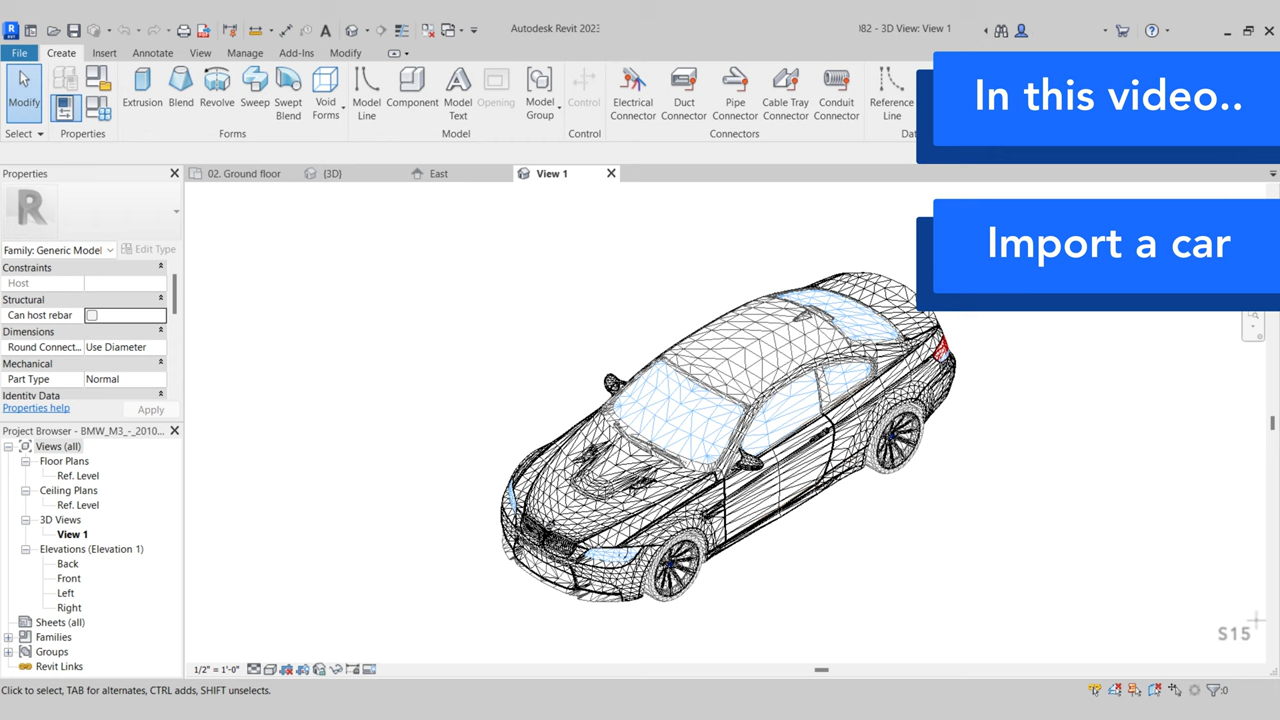 Autodesk Revit 2023
- 3D View: View 1
File Create Insert Annotate View Manage Add-Ins Modify
Modify
Extrusion Blend Revolve Sweep Swept Blend Void Forms
Model Line Component Model Text Opening Model Group
Control
Electrical Connector Duct Connector Pipe Connector Cable Tray Connector Conduit Connector
Reference Line
Select Properties Forms Model Control Connectors
In this video..
Import a car
Properties
02. Ground floor {3D} East View 1
R
Family: Generic Model Edit Type
Constraints
Host
Structural
Can host rebar
Dimensions
Round Connect... Use Diameter
Mechanical
Part Type Normal
Identity Data
Properties help Apply
Project Browser - BMW_M3_-_2010...
Views (all)
Floor Plans
Ref. Level
Ceiling Plans
Ref. Level
3D Views
View 1
Elevations (Elevation 1)
Back
Front
Left
Right
Sheets (all)
Families
Groups
Revit Links
S15
1/2" = 1'-0"
Click to select, TAB for alternates, CTRL adds, SHIFT unselects.
:0